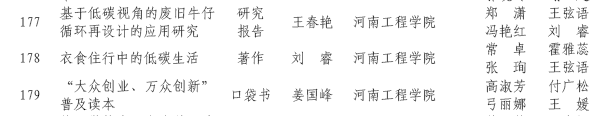 基于低碳视角的废旧牛仔 研究 郑 潇 王弦语
177 王春艳 河南工程学院
循环再设计的应用研究 报告 冯艳红 刘 睿
常 卓 霍雅蕊
178 衣食住行中的低碳生活 著作 刘 睿 河南工程学院
张 珣 王弦语
“大众创业、万众创新” 高淑芳 付广松
179 口袋书 姜国峰 河南工程学院
普及读本 弓丽娜 王 媛